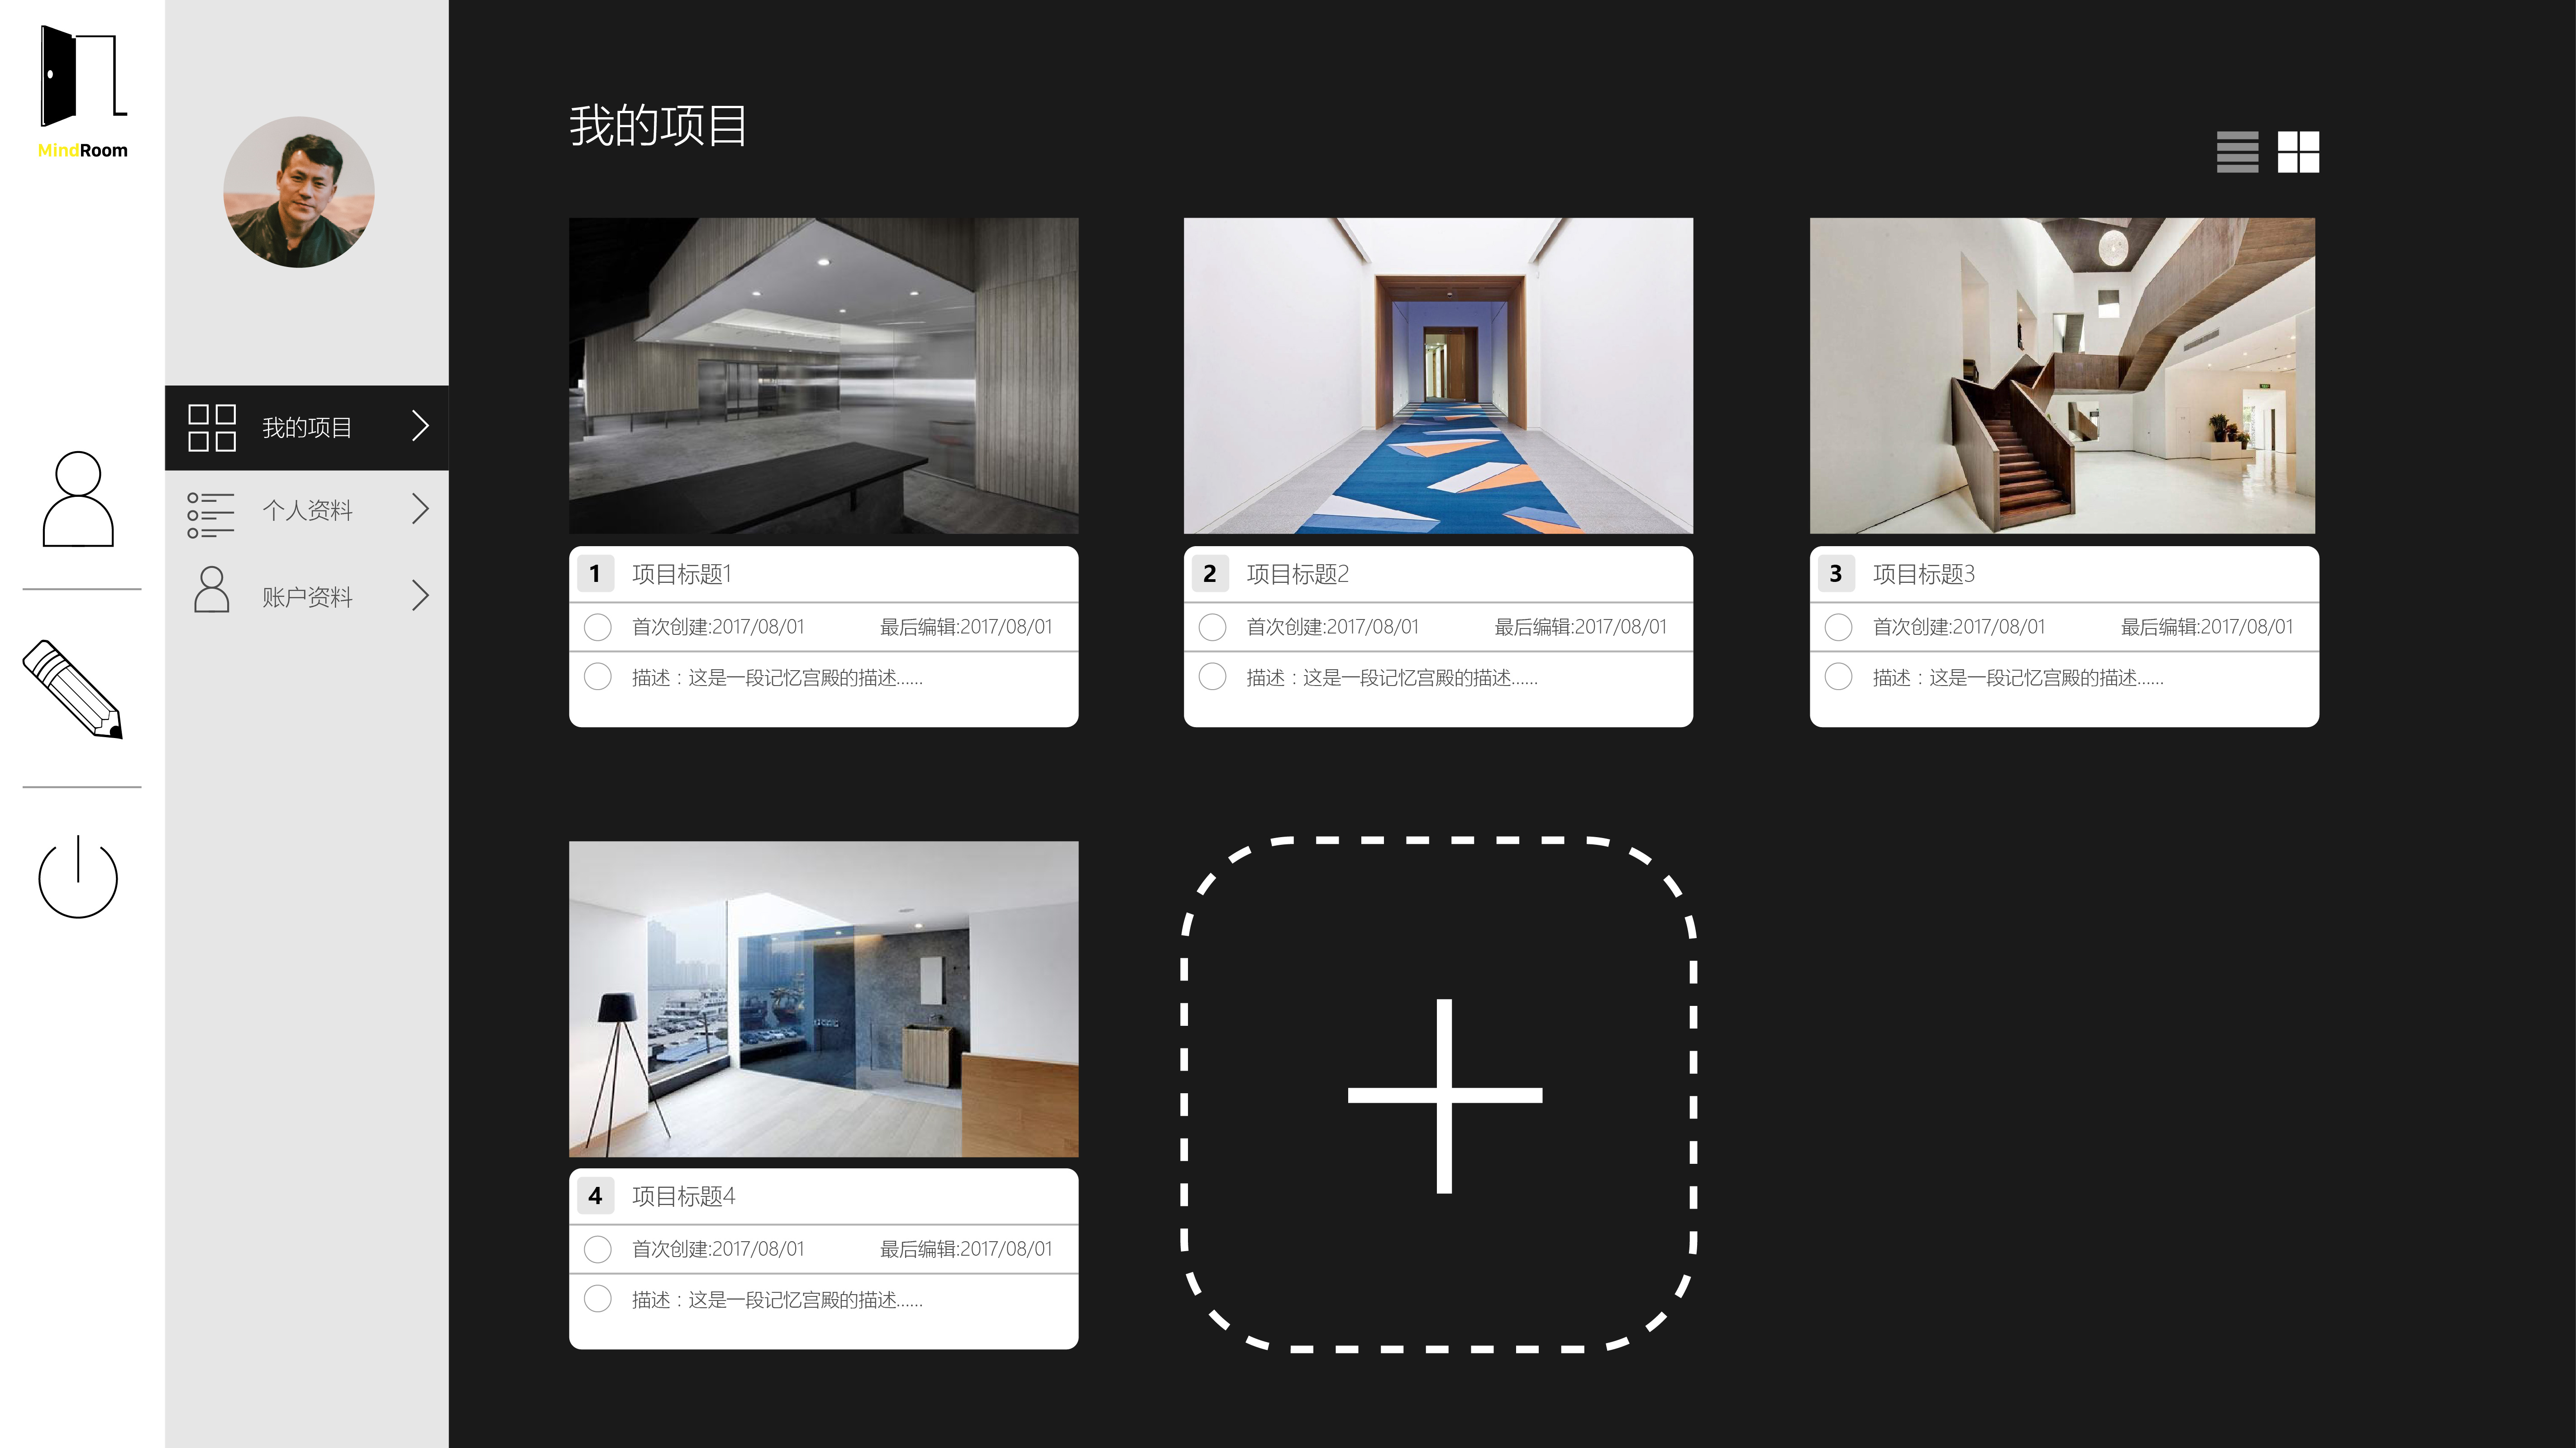 MindRoom
我的项目
个人资料
账户资料
我的项目
1 项目标题1
首次创建:2017/08/01 最后编辑:2017/08/01
描述：这是一段记忆宫殿的描述......
2 项目标题2
首次创建:2017/08/01 最后编辑:2017/08/01
描述：这是一段记忆宫殿的描述......
3 项目标题3
首次创建:2017/08/01 最后编辑:2017/08/01
描述：这是一段记忆宫殿的描述......
4 项目标题4
首次创建:2017/08/01 最后编辑:2017/08/01
描述：这是一段记忆宫殿的描述......